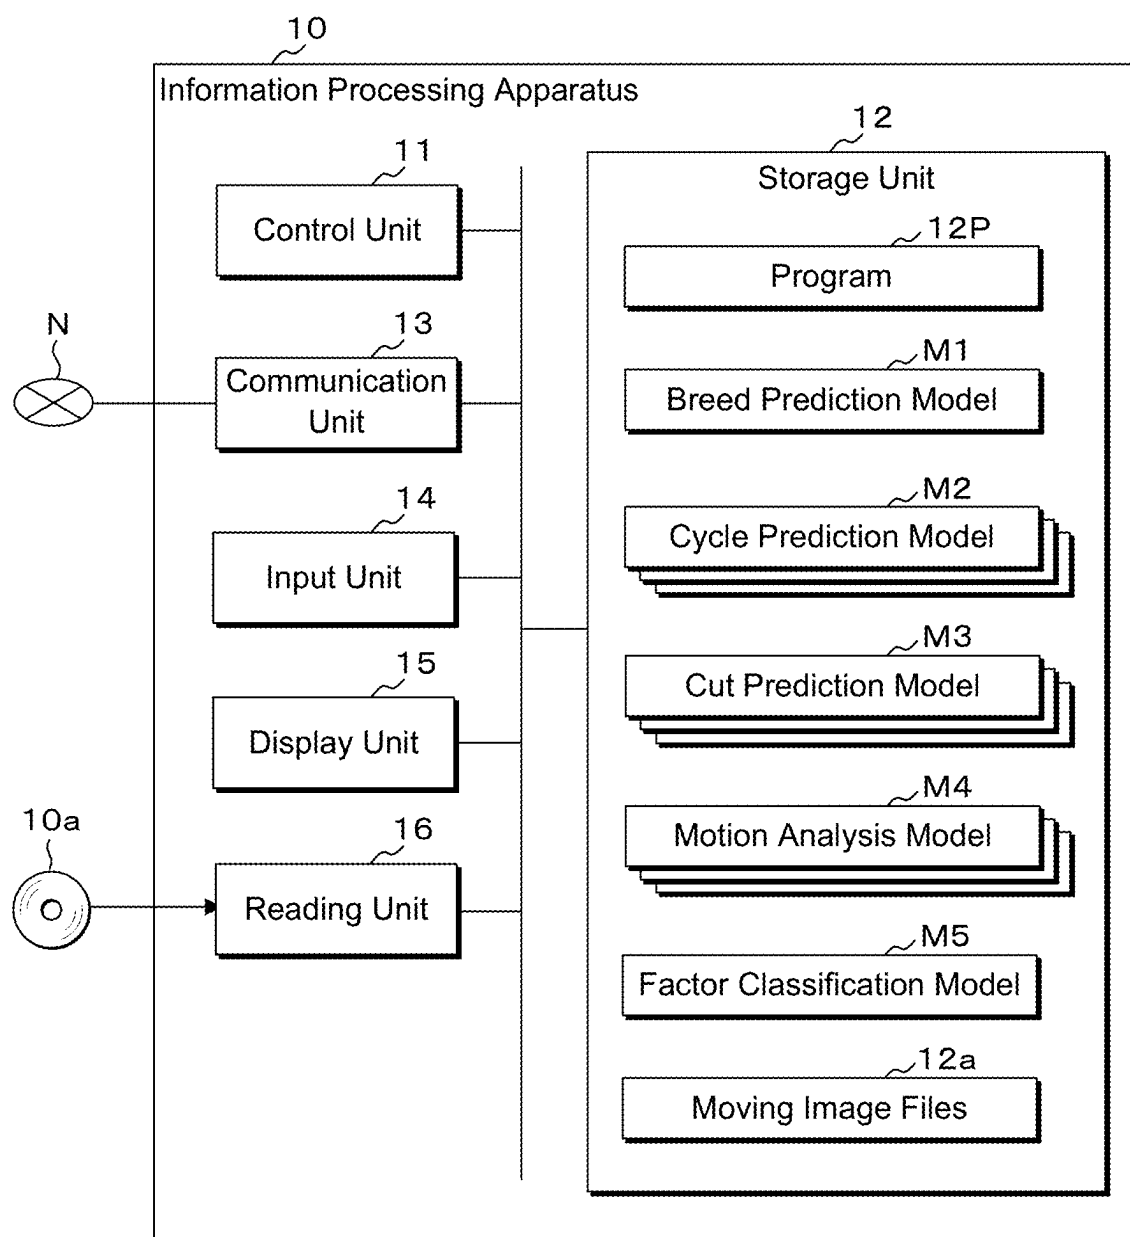 10
Information Processing Apparatus
11
Control Unit
N
13
Communication
Unit
14
Input Unit
15
Display Unit
10a
16
Reading Unit
12
Storage Unit
12P
Program
M1
Breed Prediction Model
M2
Cycle Prediction Model
M3
Cut Prediction Model
M4
Motion Analysis Model
M5
Factor Classification Model
12a
Moving Image Files